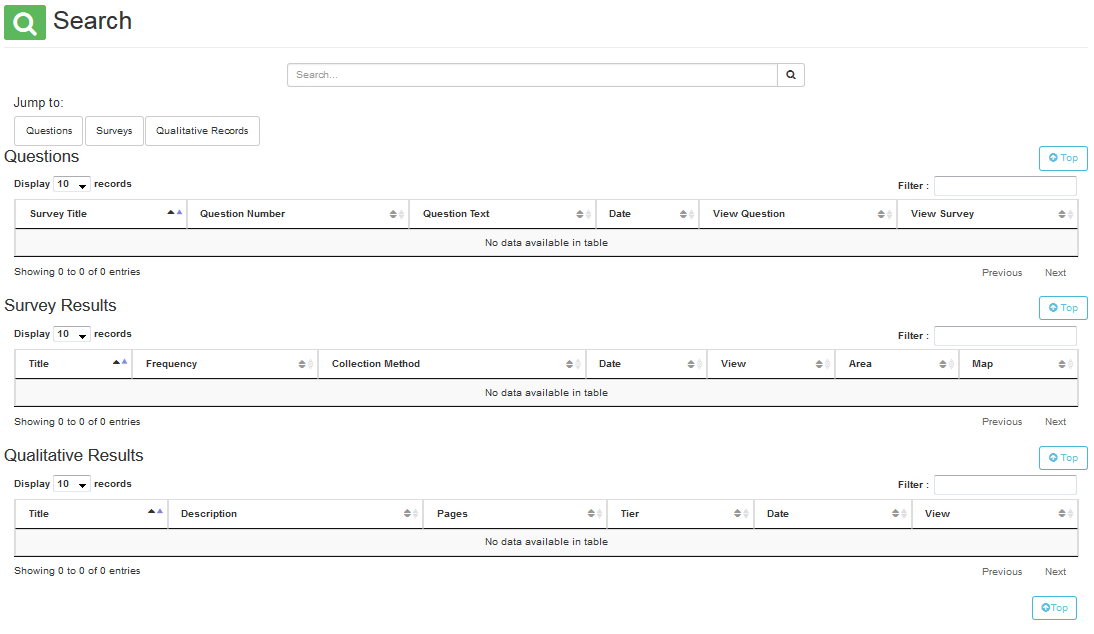 Search
Search...
Jump to:
Questions Surveys Qualitative Records
Questions
Top
Display 10 records
Filter :
Survey Title Question Number Question Text Date View Question View Survey
No data available in table
Showing 0 to 0 of 0 entries
Previous Next
Survey Results
Top
Display 10 records
Filter :
Title Frequency Collection Method Date View Area Map
No data available in table
Showing 0 to 0 of 0 entries
Previous Next
Qualitative Results
Top
Display 10 records
Filter :
Title Description Pages Tier Date View
No data available in table
Showing 0 to 0 of 0 entries
Previous Next
Top